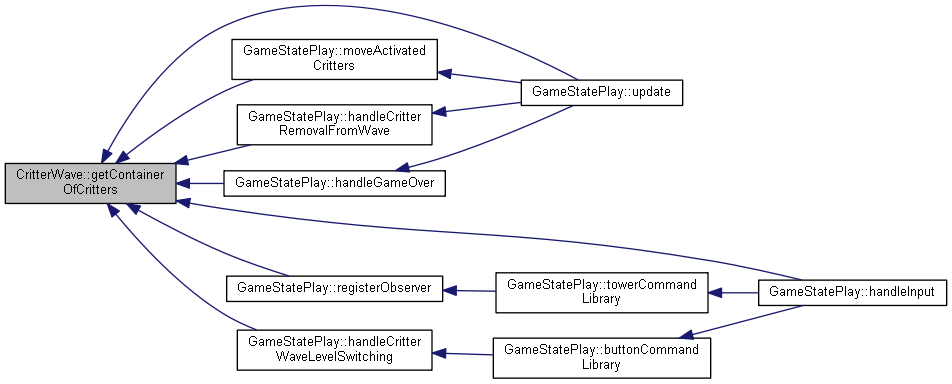 CritterWave::getContainer
OfCritters
GameStatePlay::moveActivated
Critters
GameStatePlay::handleCritter
RemovalFromWave
GameStatePlay::handleGameOver
GameStatePlay::update
GameStatePlay::registerObserver
GameStatePlay::handleCritter
WaveLevelSwitching
GameStatePlay::towerCommand
Library
GameStatePlay::buttonCommand
Library
GameStatePlay::handleInput